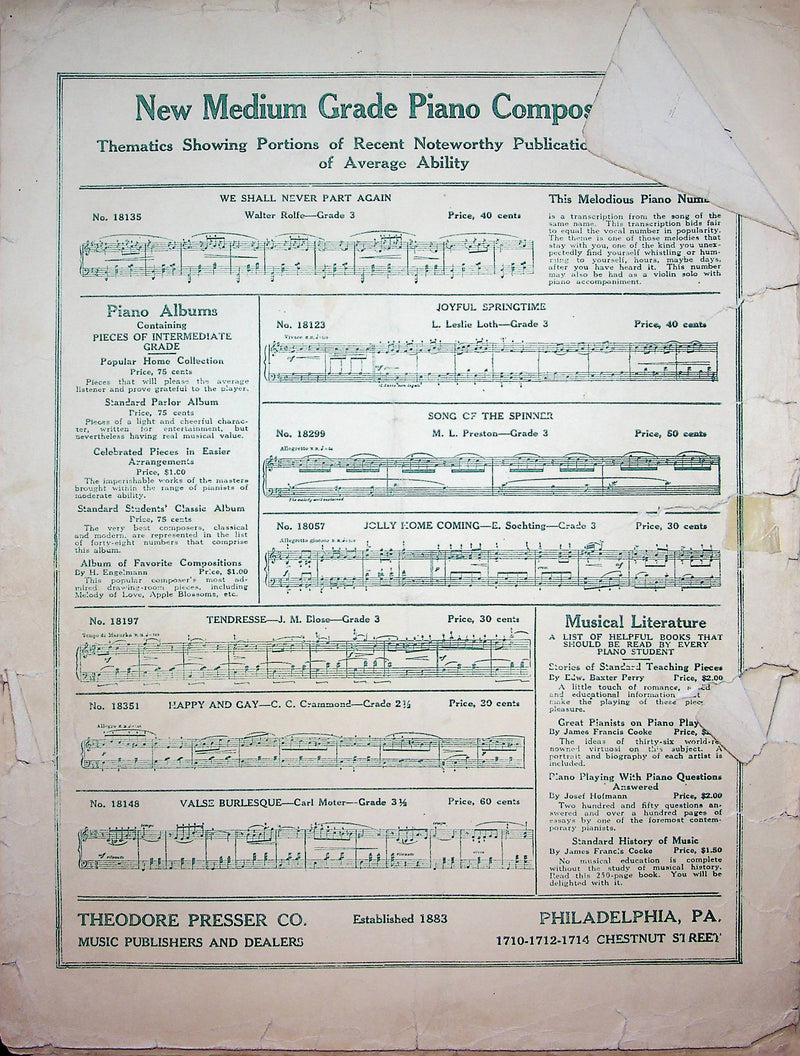 New Medium Grade Piano Compos
Thematics Showing Portions of Recent Noteworthy Publicatio
of Average Ability
WE SHALL NEVER PART AGAIN
No. 18135 Walter Rolfe—Grade 3 Price, 40 cents
This Melodious Piano Num
is a transcription from the song of the
same name. This transcription bids fair
to equal the vocal number in popularity.
The theme is one of those melodies that
stay with you, one of the kind you unex-
pectedly find yourself whistling or hum-
ming to yourself, hours, maybe days,
after you have heard it. This number
may also be had as a violin solo with
piano accompaniment.
Piano Albums
Containing
PIECES OF INTERMEDIATE
GRADE
Popular Home Collection
Price, 75 cents
Pieces that will please the average
listener and prove grateful to the player.
Standard Parlor Album
Price, 75 cents
Pieces of a light and cheerful charac-
ter, written for entertainment, but
nevertheless having real musical value.
Celebrated Pieces in Easier
Arrangements
Price, $1.00
The imperishable works of the masters
brought within the range of pianists of
moderate ability.
Standard Students' Classic Album
Price, 75 cents
The very best composers, classical
and modern, are represented in the list
of forty-eight numbers that comprise
this album.
Album of Favorite Compositions
By H. Engelmann Price, $1.00
This popular composer's most ad-
mired drawing-room pieces, including
Melody of Love, Apple Blossoms, etc.
JOYFUL SPRINGTIME
No. 18123 L. Leslie Loth—Grade 3 Price, 40 cents
Vivace
SONG OF THE SPINNER
No. 18299 M. L. Preston—Grade 3 Price, 50 cents
Allegretto
No. 18057 JOLLY HOME COMING—E. Sochting—Grade 3 Price, 30 cents
Allegretto giocoso
No. 18197 TENDRESSE—J. M. Blose—Grade 3 Price, 30 cents
Tempo di Mazurka
No. 18351 HAPPY AND GAY—C. C. Crammond—Grade 2½ Price, 30 cents
Allegro
No. 18148 VALSE BURLESQUE—Carl Moter—Grade 3½ Price, 60 cents
Musical Literature
A LIST OF HELPFUL BOOKS THAT
SHOULD BE READ BY EVERY
PIANO STUDENT
Stories of Standard Teaching Pieces
By Edw. Baxter Perry Price, $2.00
A little touch of romance,
and educational information
make the playing of these piec
pleasure.
Great Pianists on Piano Play
By James Francis Cooke Price, $
The ideas of thirty-six world-re
nowned virtuosi on this subject. A
portrait and biography of each artist is
included.
Piano Playing With Piano Questions
Answered
By Josef Hofmann Price, $2.00
Two hundred and fifty questions an-
swered and over a hundred pages of
essays by one of the foremost contem-
porary pianists.
Standard History of Music
By James Francis Cooke Price, $1.50
No musical education is complete
without the study of musical history.
Read this 250-page book. You will be
delighted with it.
THEODORE PRESSER CO. Established 1883 PHILADELPHIA, PA.
MUSIC PUBLISHERS AND DEALERS 1710-1712-1714 CHESTNUT STREET